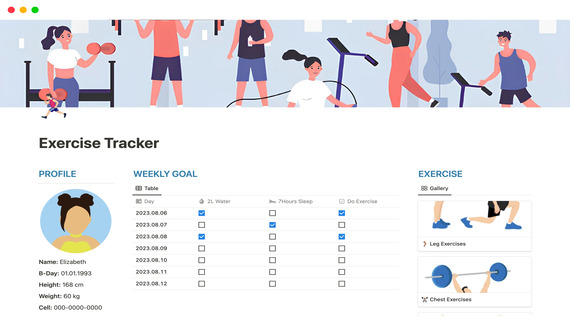 Exercise Tracker
PROFILE
Name: Elizabeth
B-Day: 01.01.1993
Height: 168 cm
Weight: 60 kg
Cell: 000-0000-0000
WEEKLY GOAL
Table
Day 2L Water 7Hours Sleep Do Exercise
2023.08.06
2023.08.07
2023.08.08
2023.08.09
2023.08.10
2023.08.11
2023.08.12
EXERCISE
Gallery
Leg Exercises
Chest Exercises